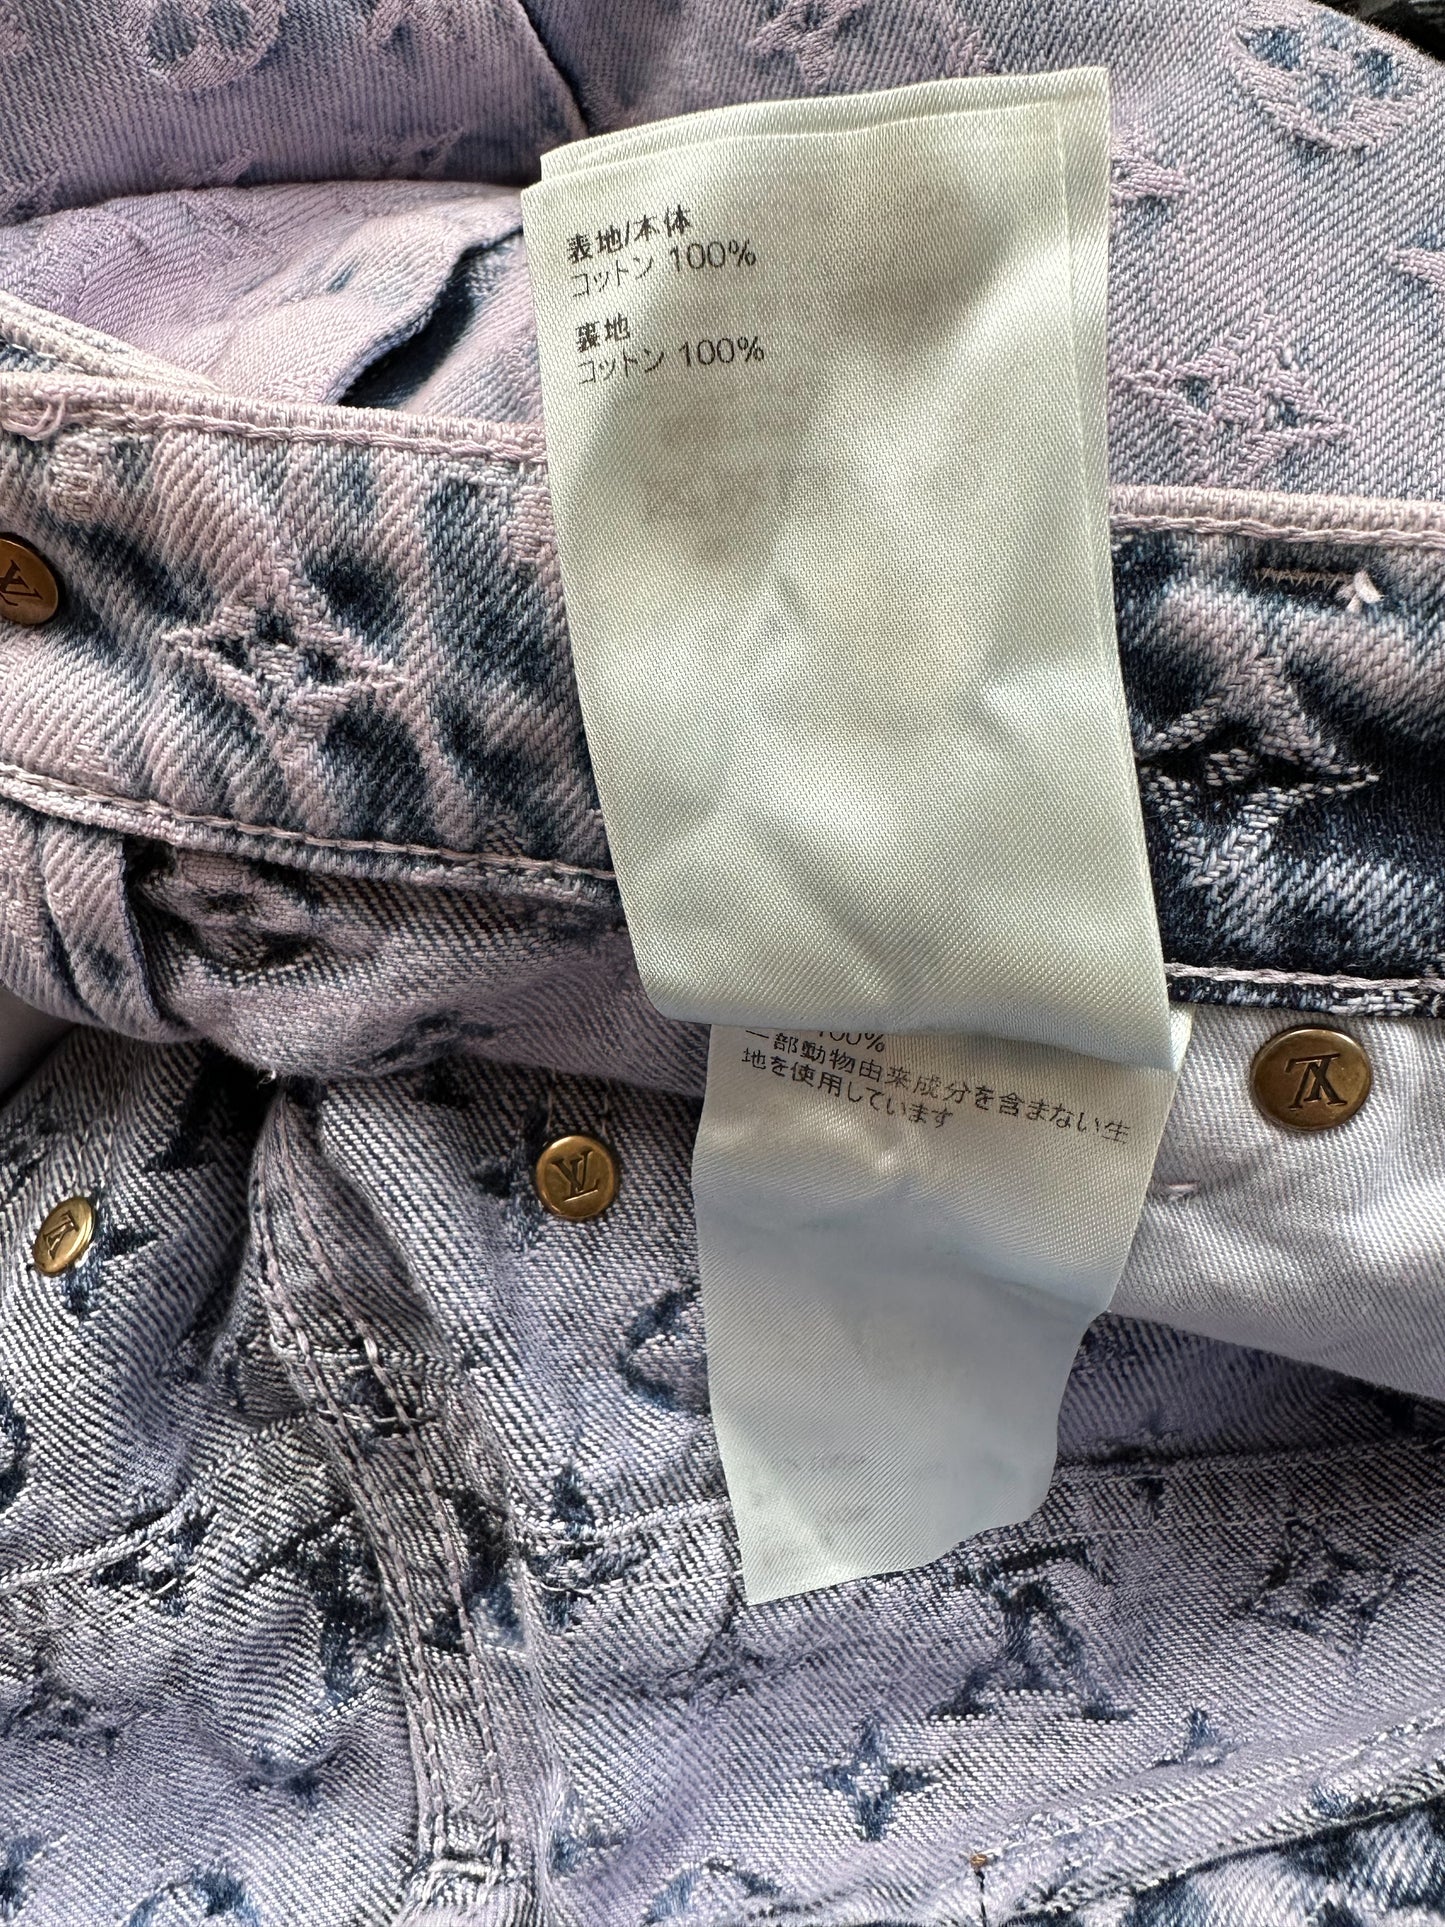 表地/本体
コットン 100%
裏地
コットン 100%
00%
一部動物由来成分を含まない生
地を使用しています
LV
LV
LV
LV